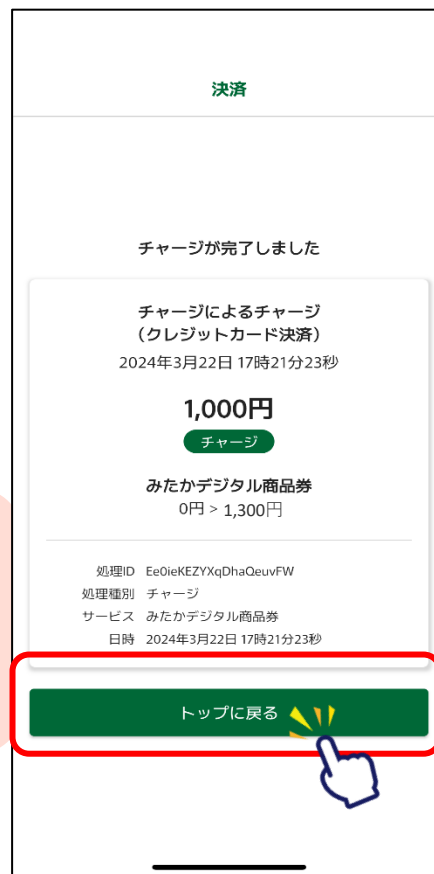 決済
チャージが完了しました
チャージによるチャージ
（クレジットカード決済）
2024年3月22日 17時21分23秒
1,000円
チャージ
みたかデジタル商品券
0円 > 1,300円
処理ID Ee0ieKEZYXqDhaQeuvFW
処理種別 チャージ
サービス みたかデジタル商品券
日時 2024年3月22日 17時21分23秒
トップに戻る